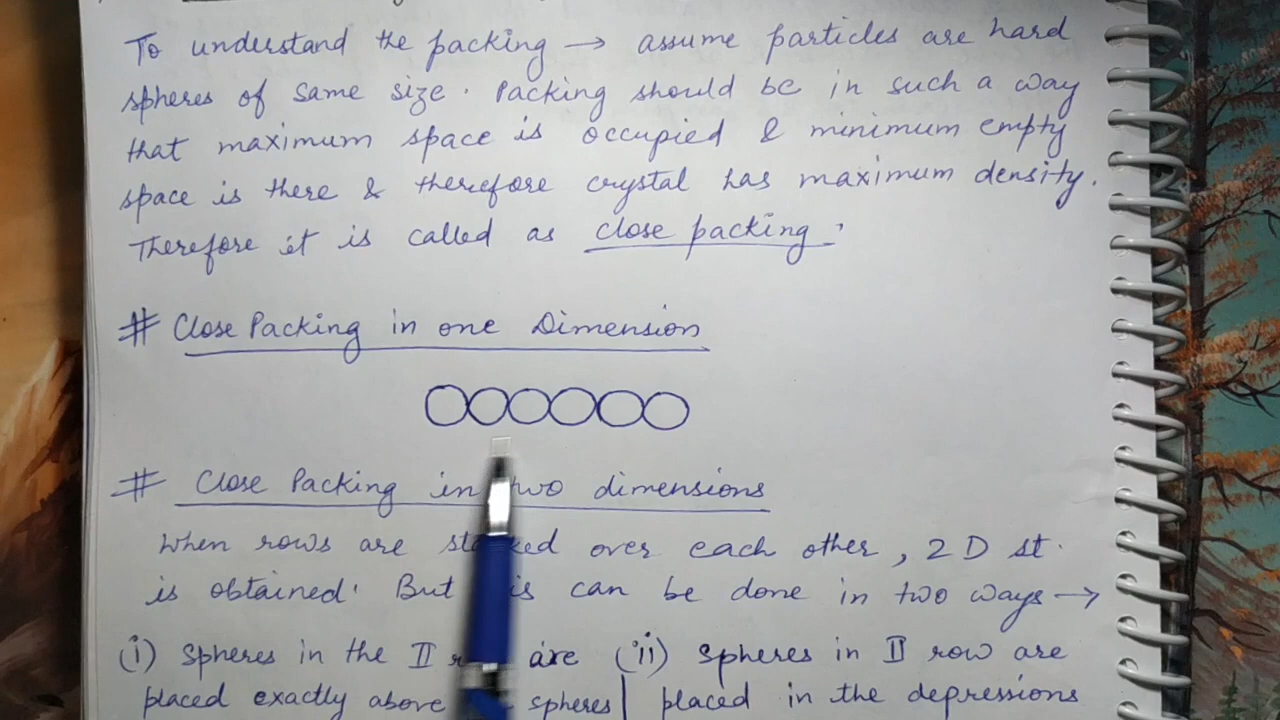 To understand the packing → assume particles are hard
spheres of same size. Packing should be in such a way
that maximum space is occupied & minimum empty
space is there & therefore crystal has maximum density.
Therefore it is called as close packing.
# Close Packing in one Dimension
# Close Packing in two dimensions
When rows are stacked over each other, 2D st.
is obtained. But is can be done in two ways →
(i) Spheres in the II are
placed exactly above spheres
(ii) Spheres in II row are
placed in the depressions